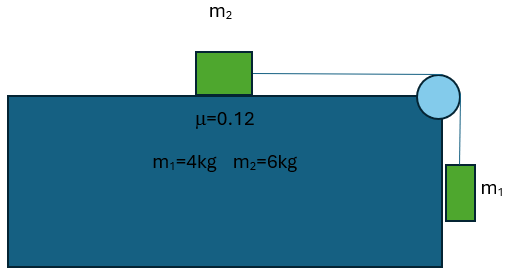 m₂
μ=0.12
m₁=4kg m₂=6kg
m₁